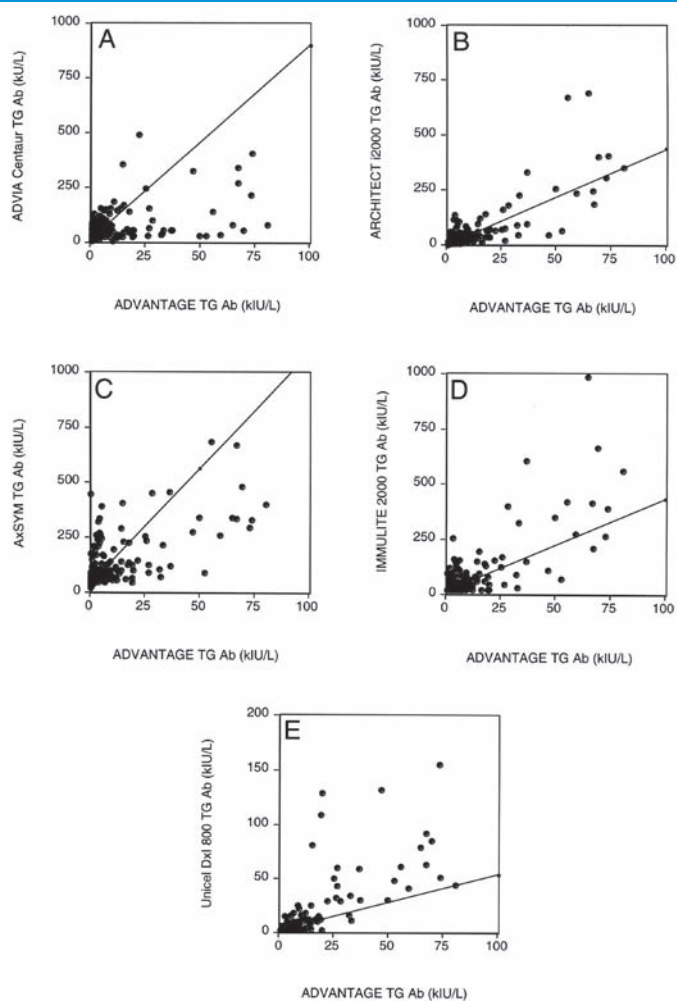 A
1000
750
500
250
0
ADVIA Centaur TG Ab (kU/L)
0 25 50 75 100
ADVANTAGE TG Ab (kIU/L)
B
1000
750
500
250
0
ARCHITECT i2000 TG Ab (kIU/L)
0 25 50 75 100
ADVANTAGE TG Ab (kIU/L)
C
1000
750
500
250
0
AxSYM TG Ab (kIU/L)
0 25 50 75 100
ADVANTAGE TG Ab (kIU/L)
D
1000
750
500
250
0
IMMULITE 2000 TG Ab (kIU/L)
0 25 50 75 100
ADVANTAGE TG Ab (kIU/L)
E
200
150
100
50
0
Unicel DxI 800 TG Ab (kIU/L)
0 25 50 75 100
ADVANTAGE TG Ab (kIU/L)